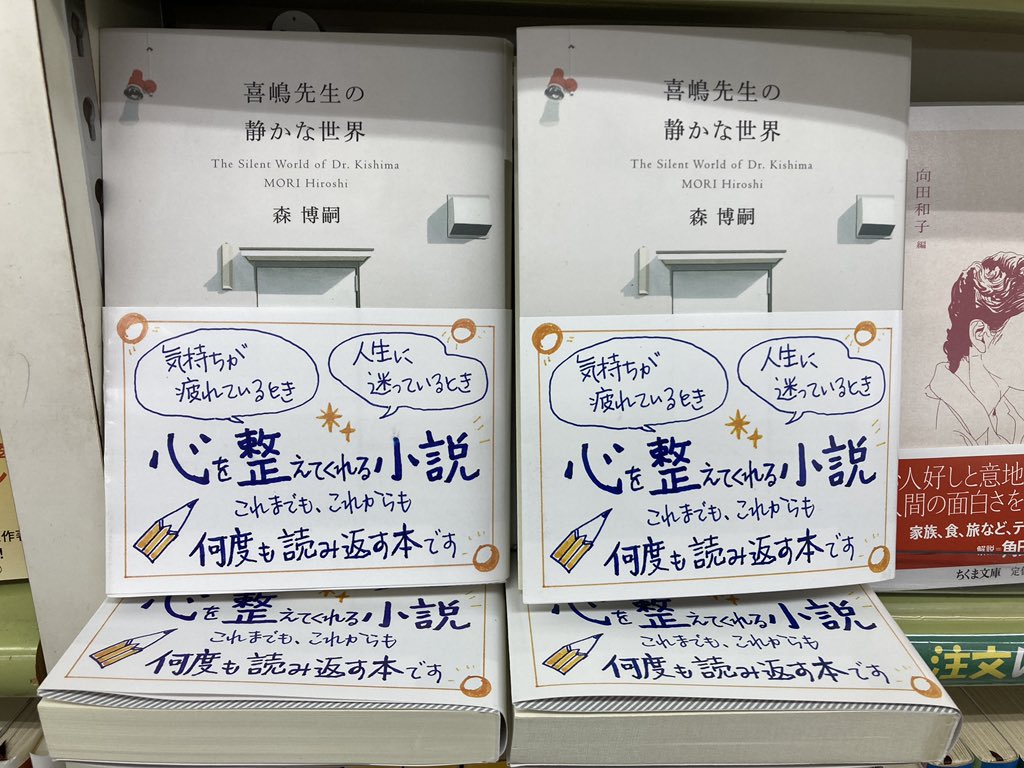 喜嶋先生の
静かな世界
The Silent World of Dr. Kishima
MORI Hiroshi
森 博嗣
気持ちが
疲れているとき
人生に
迷っているとき
心を整えてくれる小説
これまでも、これからも
何度も読み返す本です
心を整えてくれる小説
これまでも、これからも
何度も読み返す本です
喜嶋先生の
静かな世界
The Silent World of Dr. Kishima
MORI Hiroshi
森 博嗣
気持ちが
疲れているとき
人生に
迷っているとき
心を整えてくれる小説
これまでも、これからも
何度も読み返す本です
心を整えてくれる小説
これまでも、これからも
何度も読み返す本です
向田和子 編
人好しと意地
間の面白さを
家族、食、旅など、テ
解説 角田
ちくま文庫 定価
注文